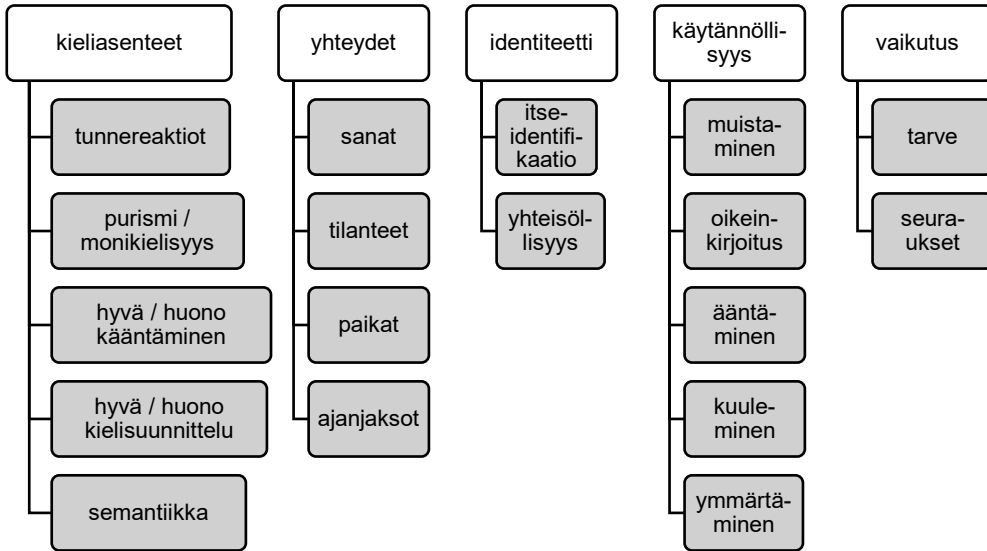 kieliasenteet
tunnereaktiot
purismi /
monikielisyys
hyvä / huono
kääntäminen
hyvä / huono
kielisuunnittelu
semantiikka
yhteydet
sanat
tilanteet
paikat
ajanjaksot
identiteetti
itse-
identifi-
kaatio
yhteisöl-
lisyys
käytännölli-
syys
muista-
minen
oikein-
kirjoitus
ääntä-
minen
kuule-
minen
ymmärtä-
minen
vaikutus
tarve
seura-
ukset